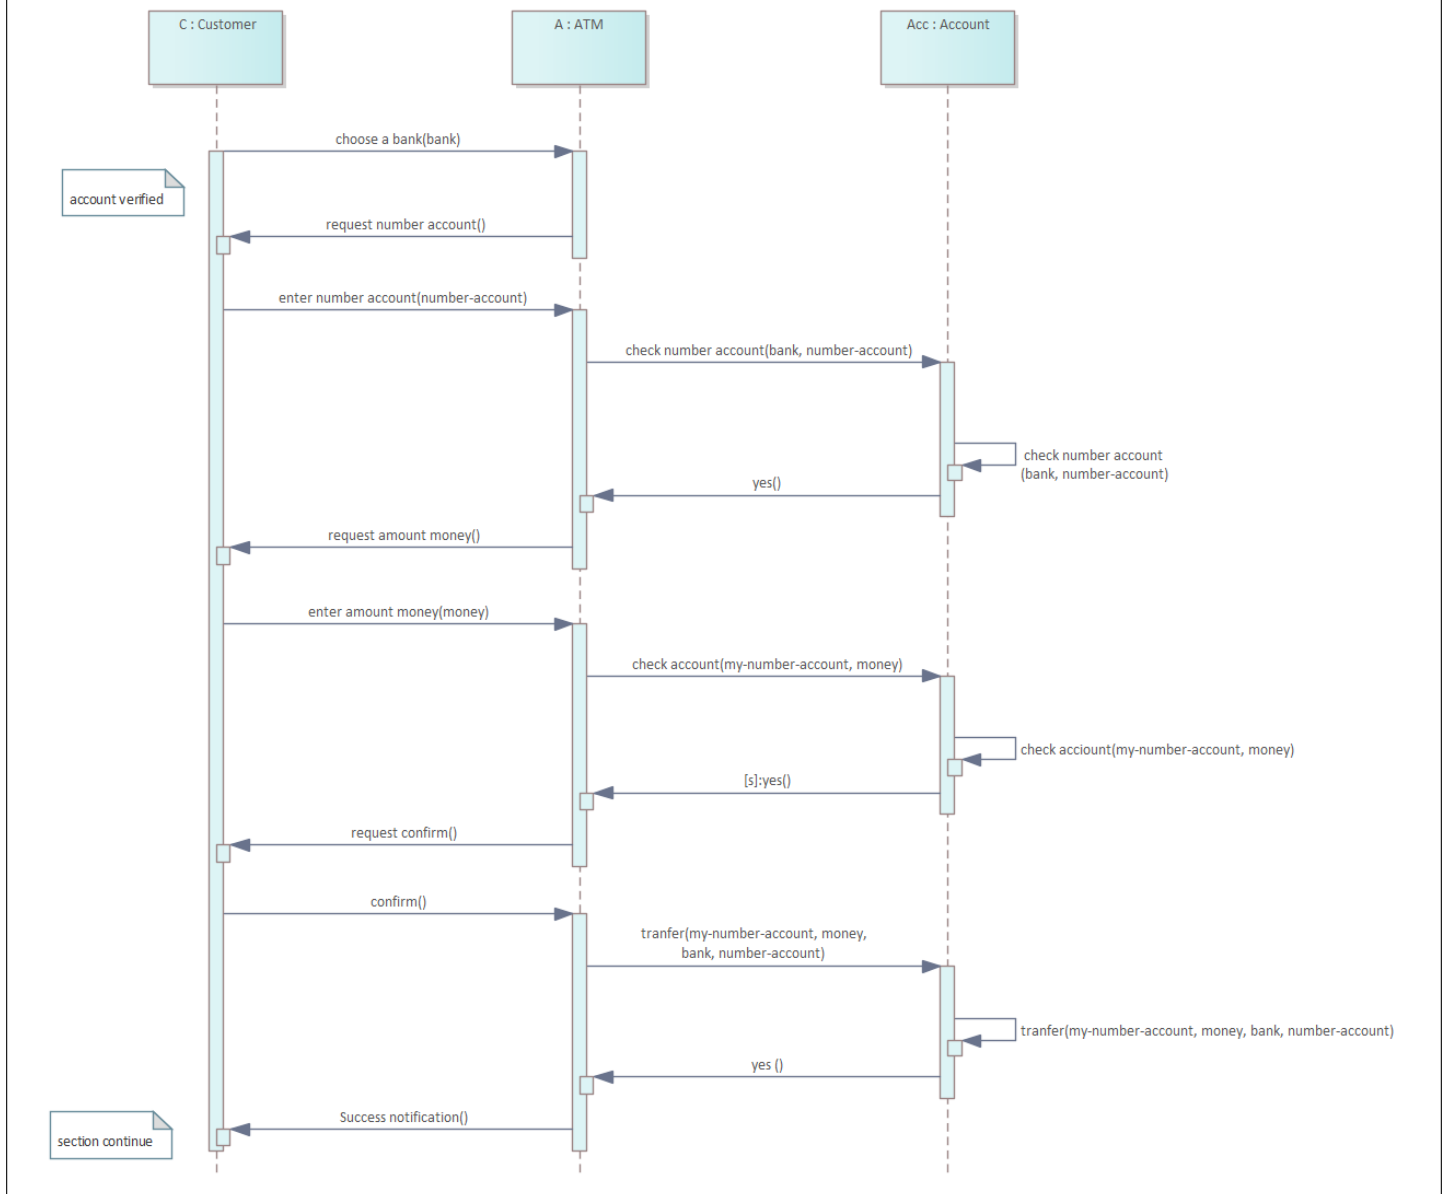 C : Customer
A : ATM
Acc : Account
choose a bank(bank)
account verified
request number account()
enter number account(number-account)
check number account(bank, number-account)
check number account
(bank, number-account)
yes()
request amount money()
enter amount money(money)
check account(my-number-account, money)
check acciount(my-number-account, money)
[s]:yes()
request confirm()
confirm()
tranfer(my-number-account, money,
bank, number-account)
tranfer(my-number-account, money, bank, number-account)
yes ()
Success notification()
section continue